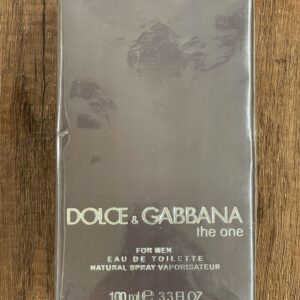 DOLCE & GABBANA
the one
FOR MEN
EAU DE TOILETTE
NATURAL SPRAY VAPORISATEUR
100 ml ℮ 3.3 FL OZ